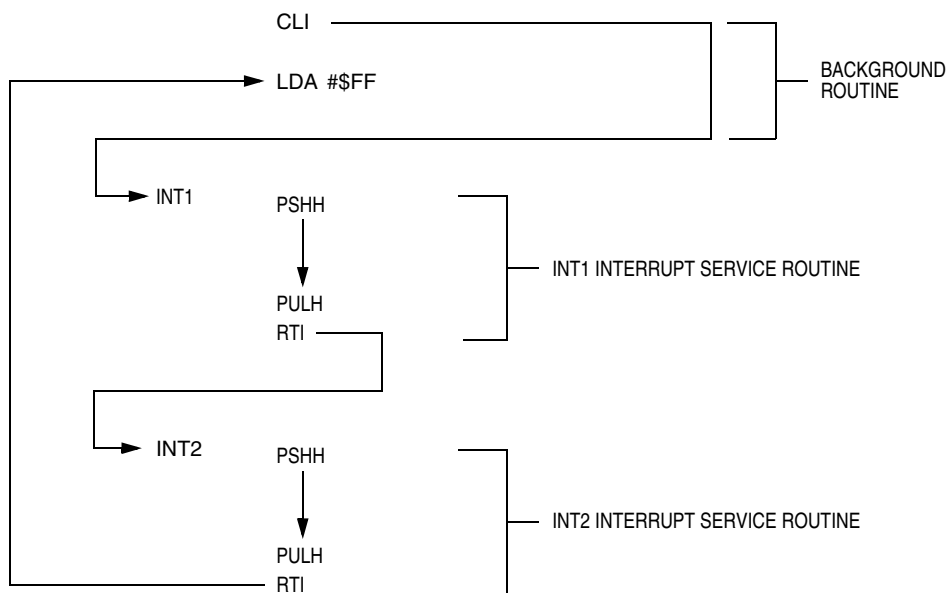 CLI
LDA #$FF
BACKGROUND
ROUTINE
INT1
PSHH
INT1 INTERRUPT SERVICE ROUTINE
PULH
RTI
INT2
PSHH
INT2 INTERRUPT SERVICE ROUTINE
PULH
RTI